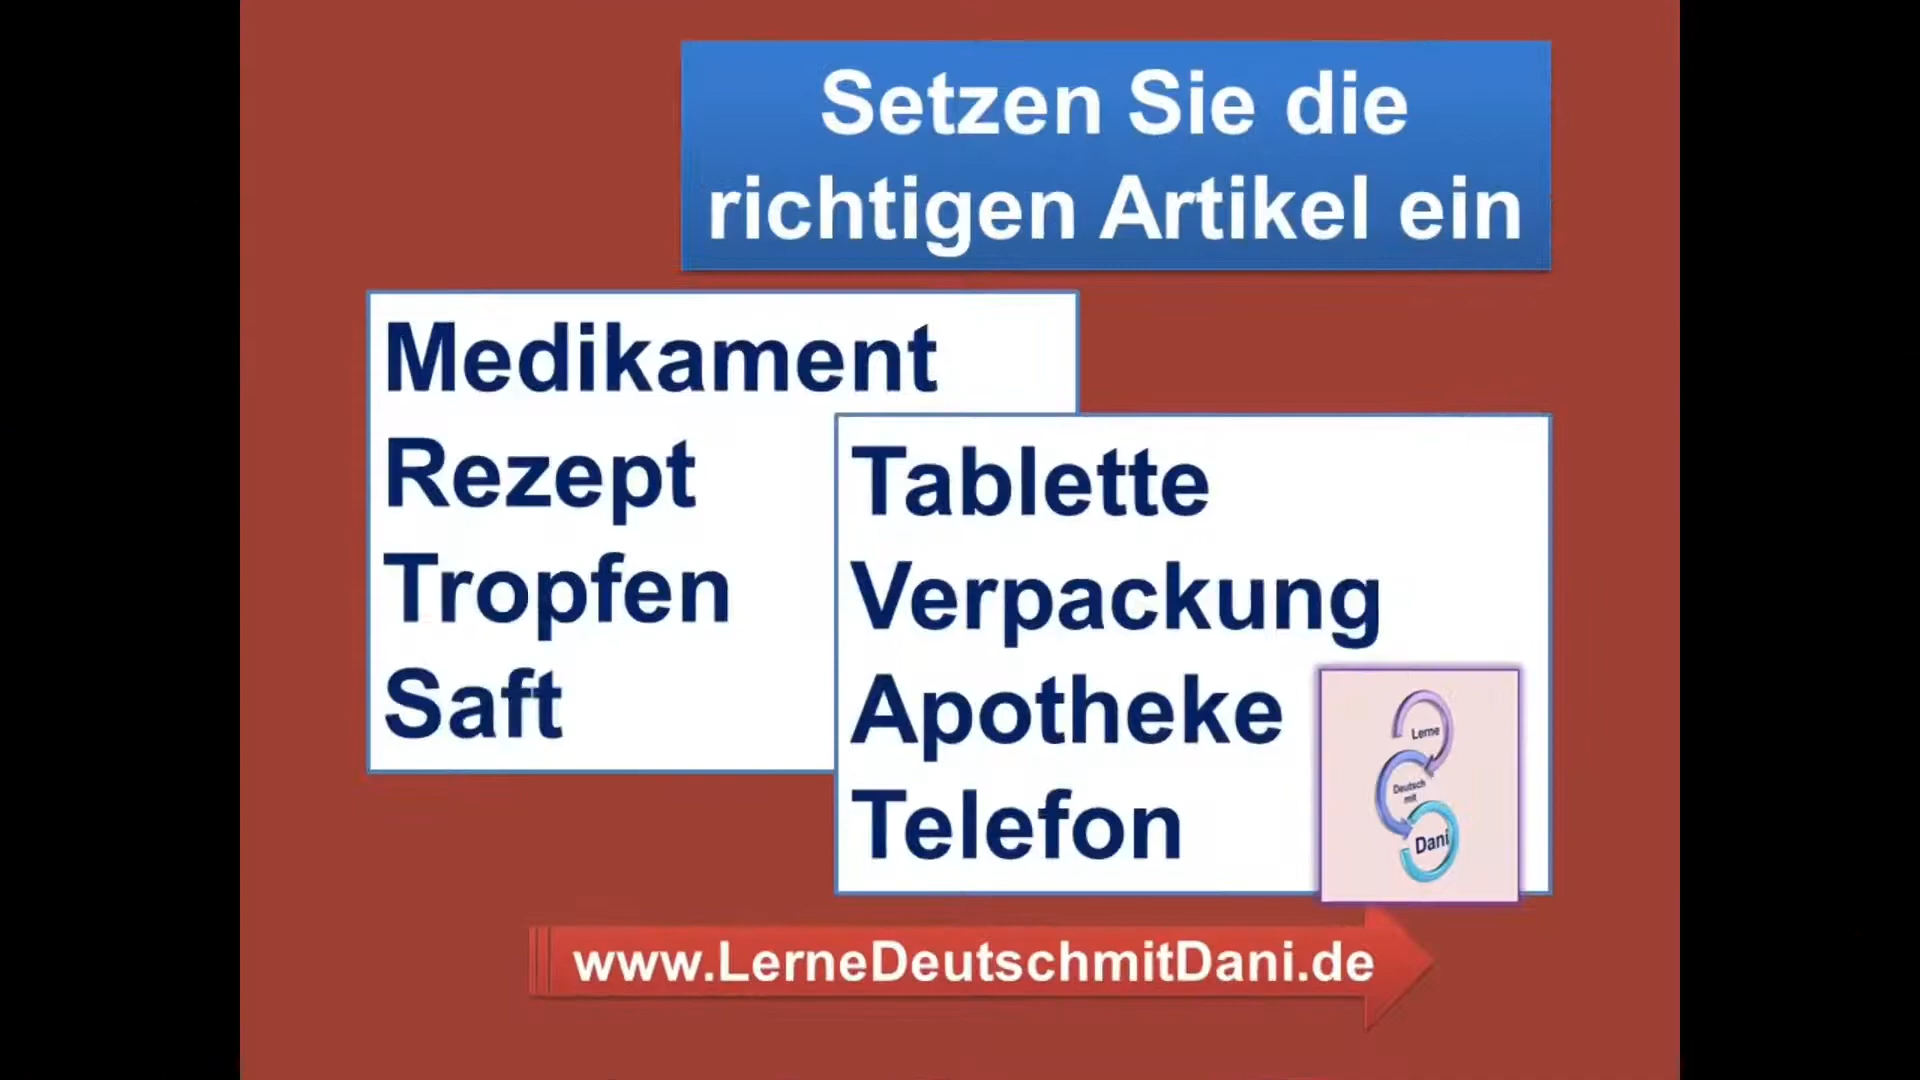 Setzen Sie die
richtigen Artikel ein
Medikament
Rezept
Tropfen
Saft
Tablette
Verpackung
Apotheke
Telefon
Lerne
Deutsch
mit
Dani
www.LerneDeutschmitDani.de